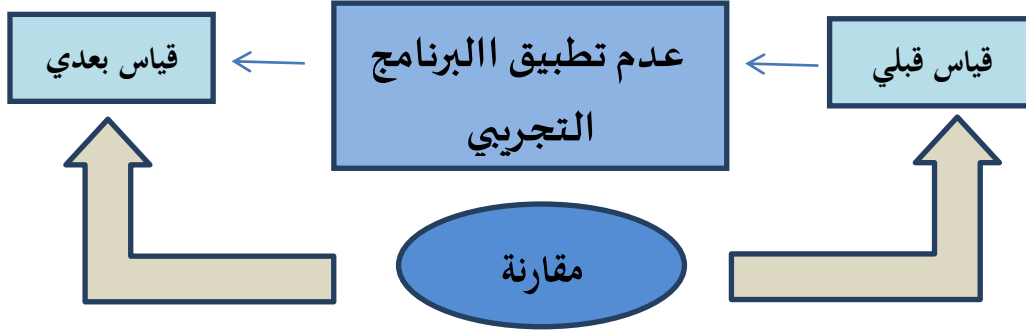 قياس قبلي
عدم تطبيق االبرنامج
التجريبي
قياس بعدي
مقارنة